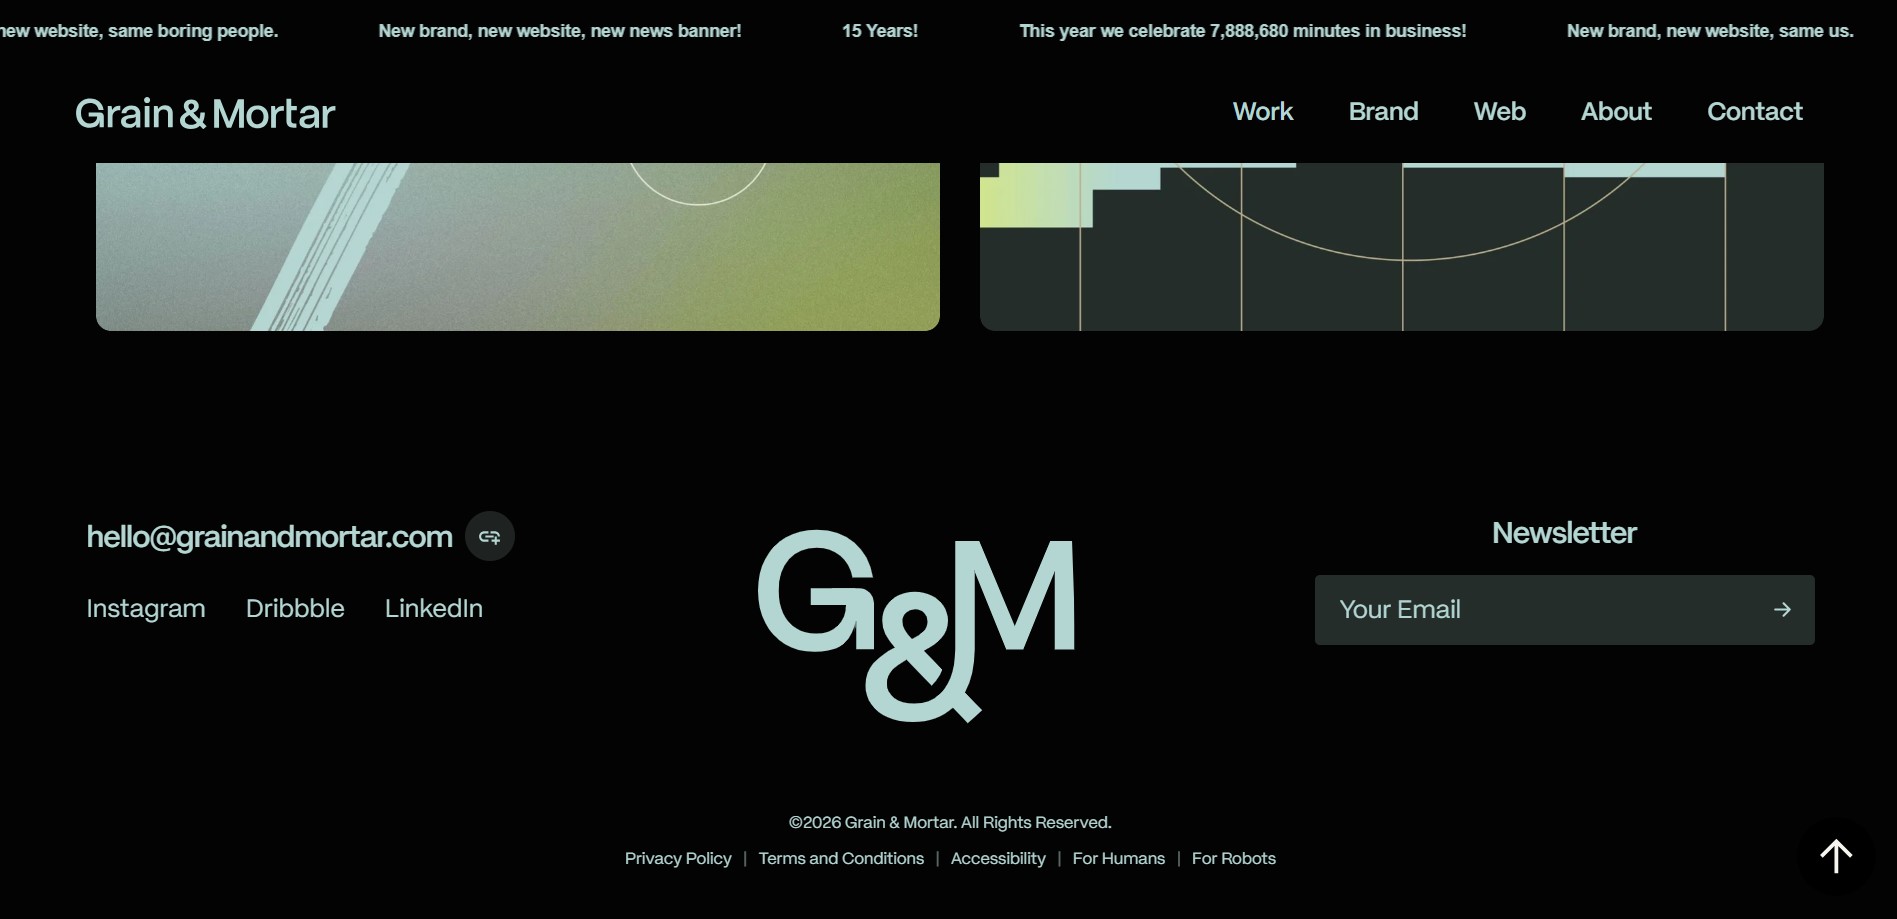 new website, same boring people. New brand, new website, new news banner! 15 Years! This year we celebrate 7,888,680 minutes in business! New brand, new website, same us.
Grain & Mortar Work Brand Web About Contact
hello@grainandmortar.com
Instagram Dribbble LinkedIn
G&M
Newsletter
Your Email
©2026 Grain & Mortar. All Rights Reserved.
Privacy Policy | Terms and Conditions | Accessibility | For Humans | For Robots